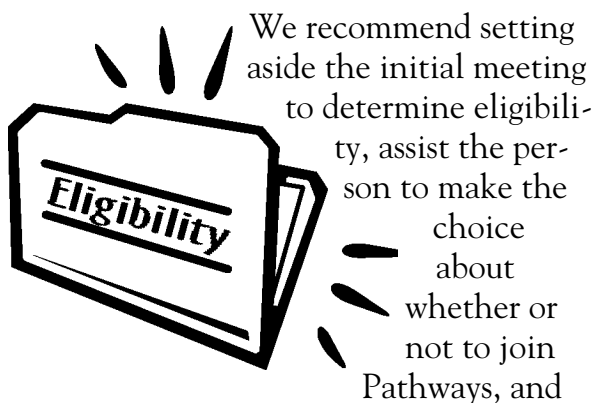 We recommend setting
aside the initial meeting
to determine eligibili-
ty, assist the per-
son to make the
choice
about
whether or
not to join
Pathways, and
Eligibility